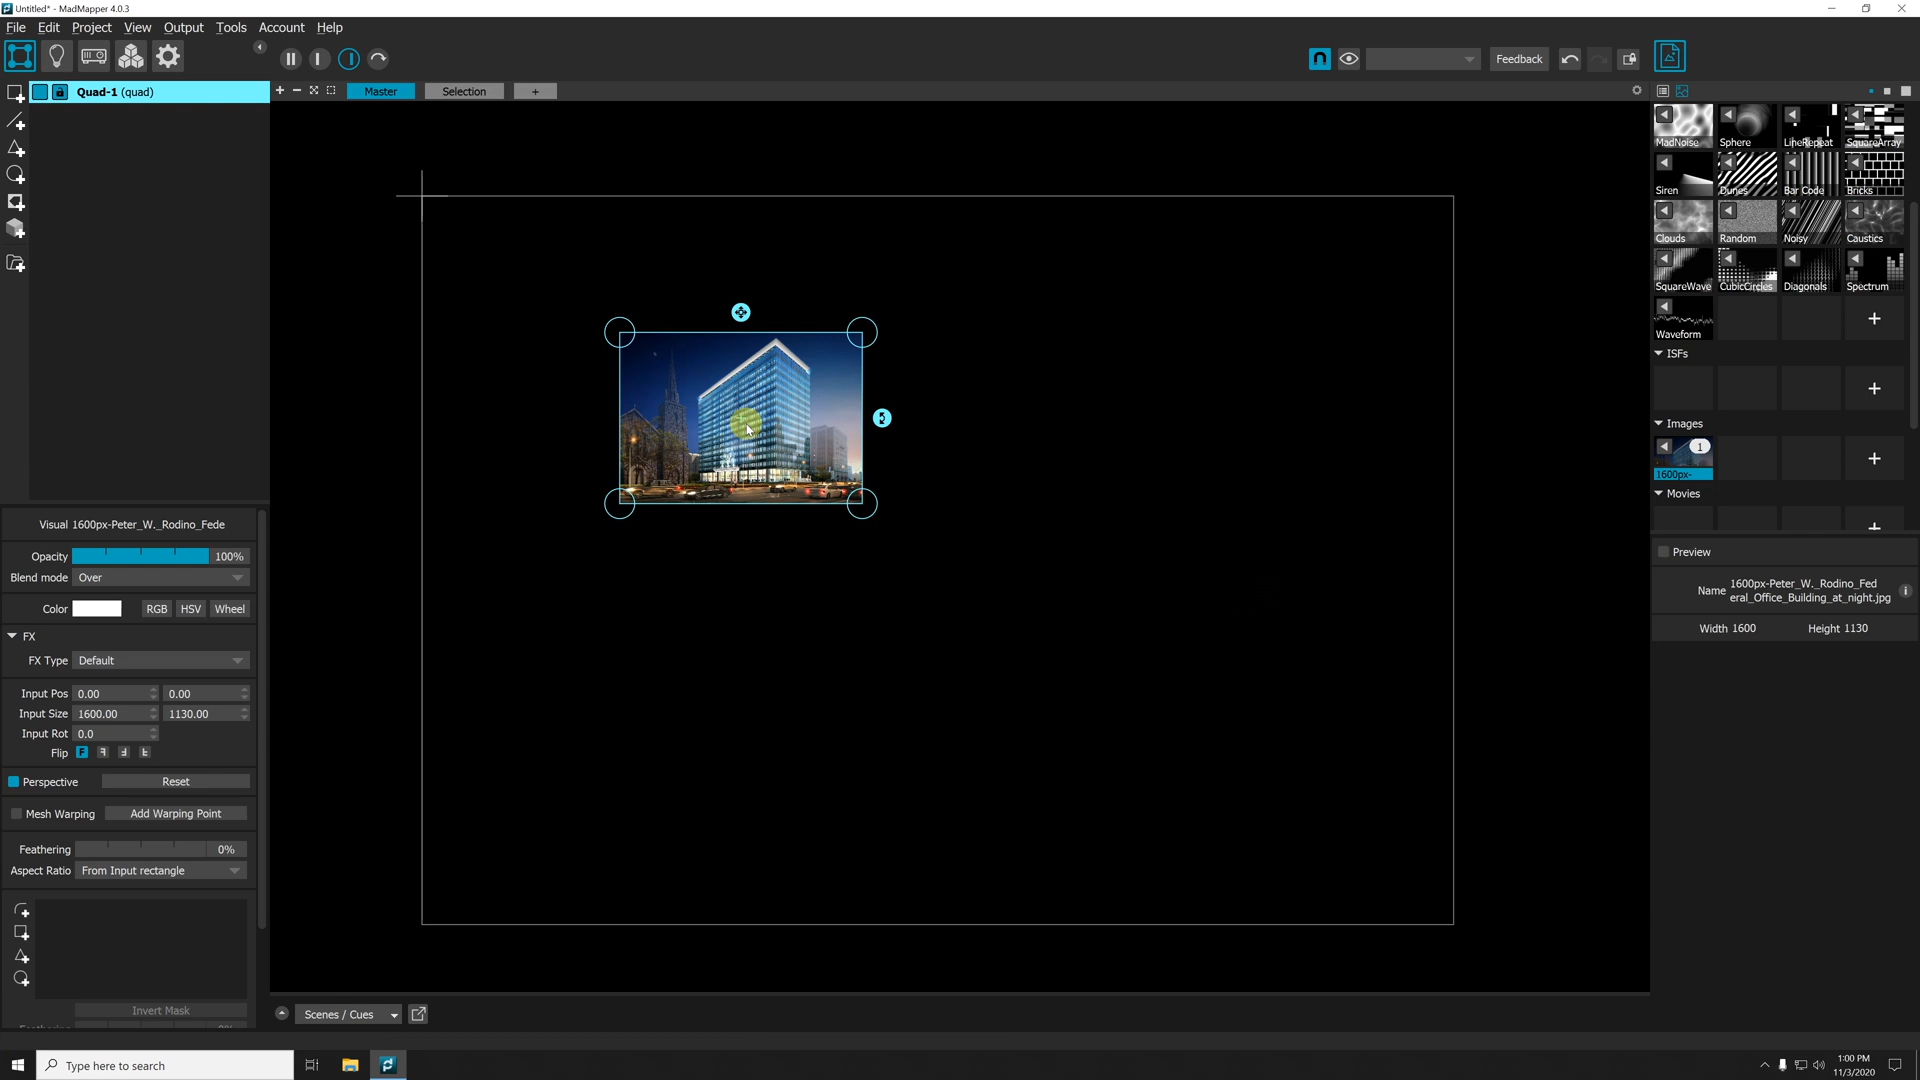 Untitled* - MadMapper 4.0.3
File Edit Project View Output Tools Account Help
Feedback
Quad-1 (quad)
Master Selection +
MadNoise Sphere LineRepeat SquareArray
Siren Dunes Bar Code Bricks
Clouds Random Noisy Caustics
SquareWave CubicCircles Diagonals Spectrum
Waveform
ISFs
Images
1
1600px-
Movies
Visual 1600px-Peter_W._Rodino_Fede
Opacity 100%
Blend mode Over
Color RGB HSV Wheel
FX
FX Type Default
Input Pos 0.00 0.00
Input Size 1600.00 1130.00
Input Rot 0.0
Flip
Perspective Reset
Mesh Warping Add Warping Point
Feathering 0%
Aspect Ratio From Input rectangle
Invert Mask
Preview
Name 1600px-Peter_W._Rodino_Fed
eral_Office_Building_at_night.jpg
Width 1600 Height 1130
Scenes / Cues
Type here to search
1:00 PM
11/3/2020